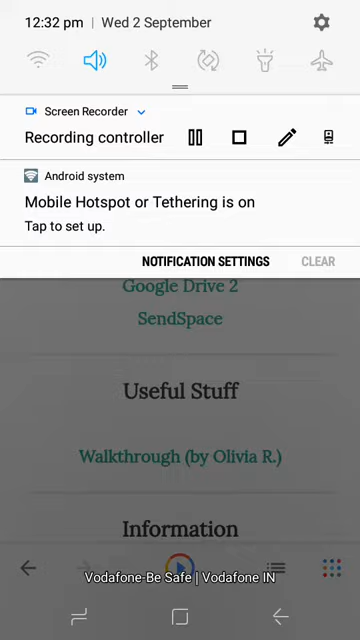 12:32 pm | Wed 2 September
Screen Recorder
Recording controller
Android system
Mobile Hotspot or Tethering is on
Tap to set up.
NOTIFICATION SETTINGS CLEAR
Google Drive 2
SendSpace
Useful Stuff
Walkthrough (by Olivia R.)
Information
Vodafone-Be Safe | Vodafone IN